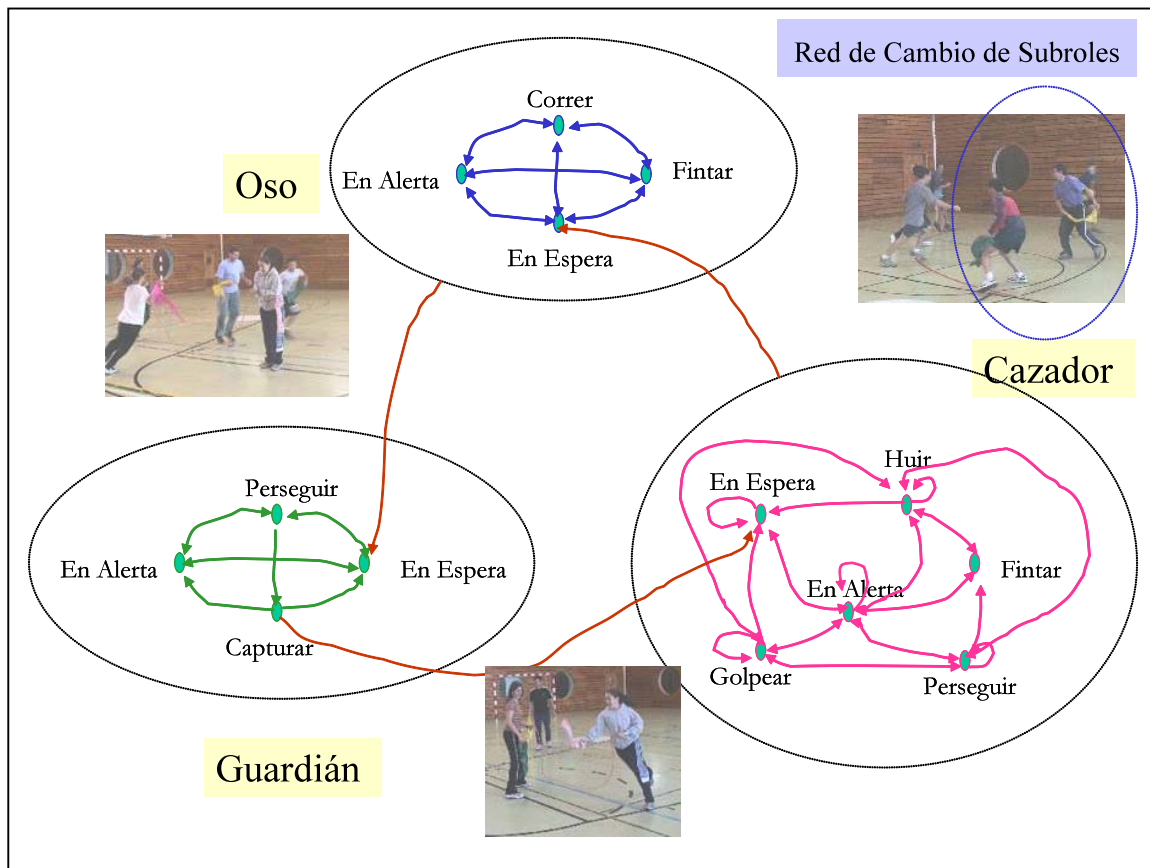 Red de Cambio de Subroles
Correr
Oso
En Alerta
Fintar
En Espera
Cazador
Huir
En Espera
Perseguir
En Alerta
En Espera
Fintar
En Alerta
Capturar
Golpear
Perseguir
Guardián